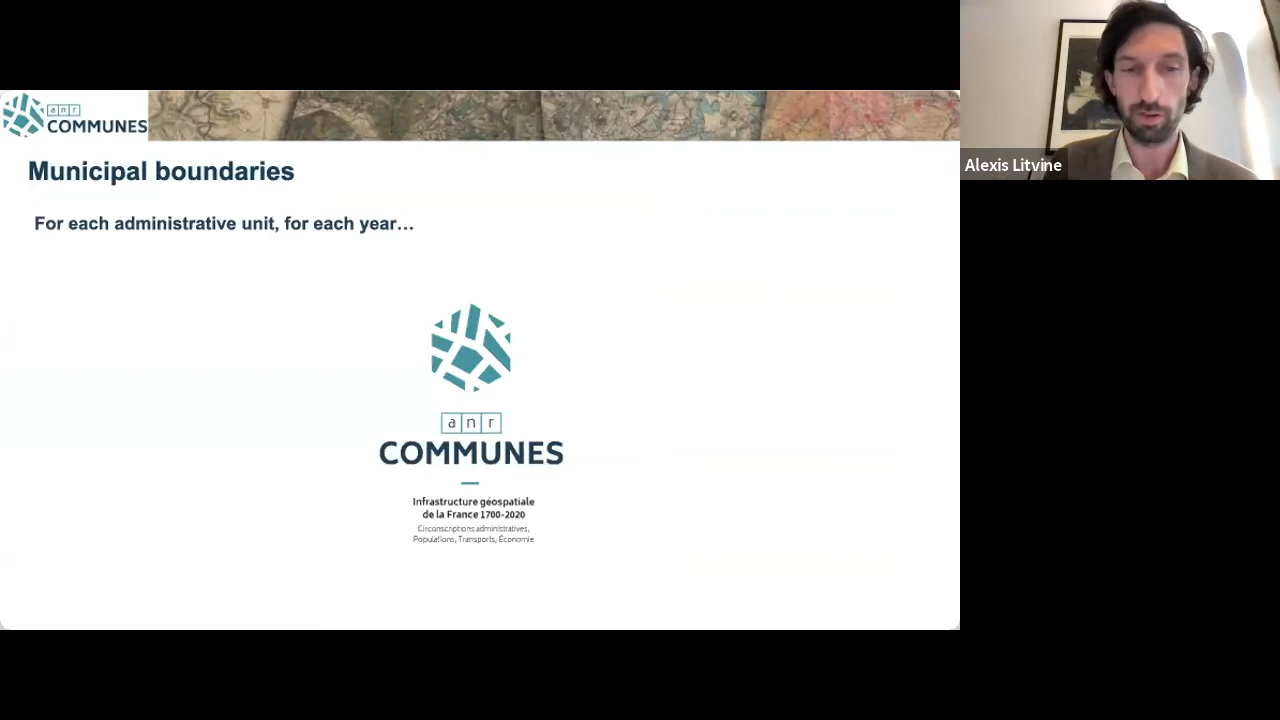 anr
COMMUNES
Municipal boundaries
For each administrative unit, for each year...
anr
COMMUNES
Infrastructure géospatiale
de la France 1700-2020
Circonscriptions administratives,
Populations, Transports, Économie
Alexis Litvine